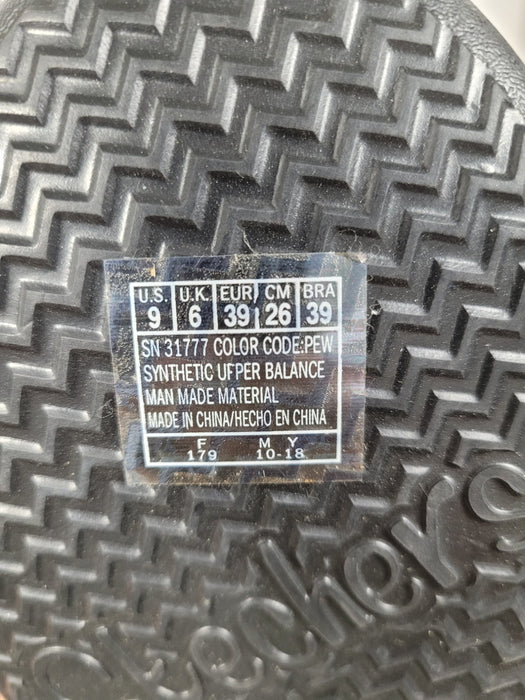 U.S. U.K. EUR CM BRA
9 6 39 26 39
SN 31777 COLOR CODE:PEW
SYNTHETIC UPPER BALANCE
MAN MADE MATERIAL
MADE IN CHINA/HECHO EN CHINA
F M Y
179 10-18
Skechers